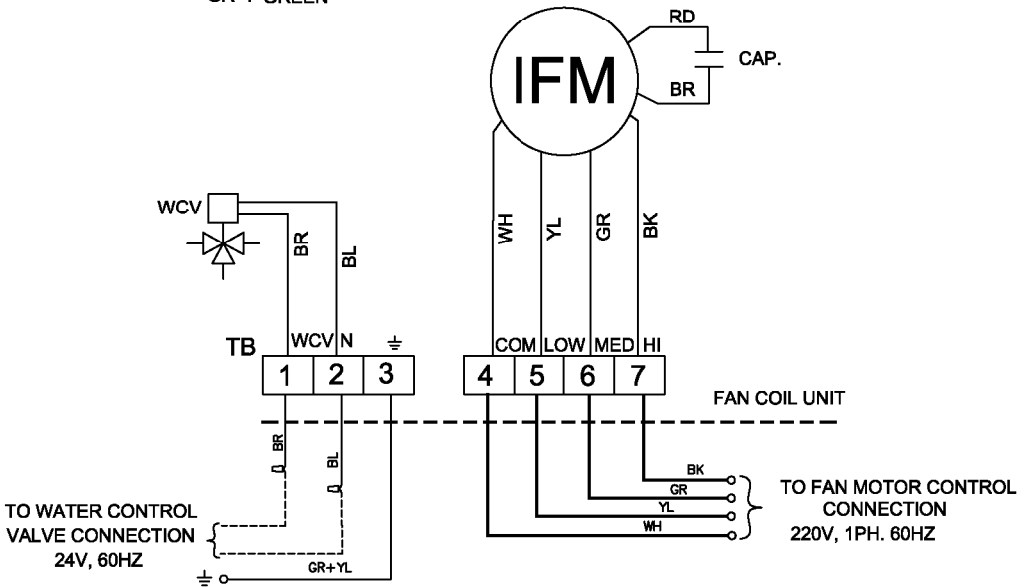 RD
IFM
CAP.
BR
WCV
BR
BL
WH
YL
GR
BK
TB
WCV N
COM LOW MED HI
1 2 3
4 5 6 7
FAN COIL UNIT
BR
BL
BK
GR
YL
WH
TO WATER CONTROL
VALVE CONNECTION
24V, 60HZ
TO FAN MOTOR CONTROL
CONNECTION
220V, 1PH. 60HZ
GR+YL